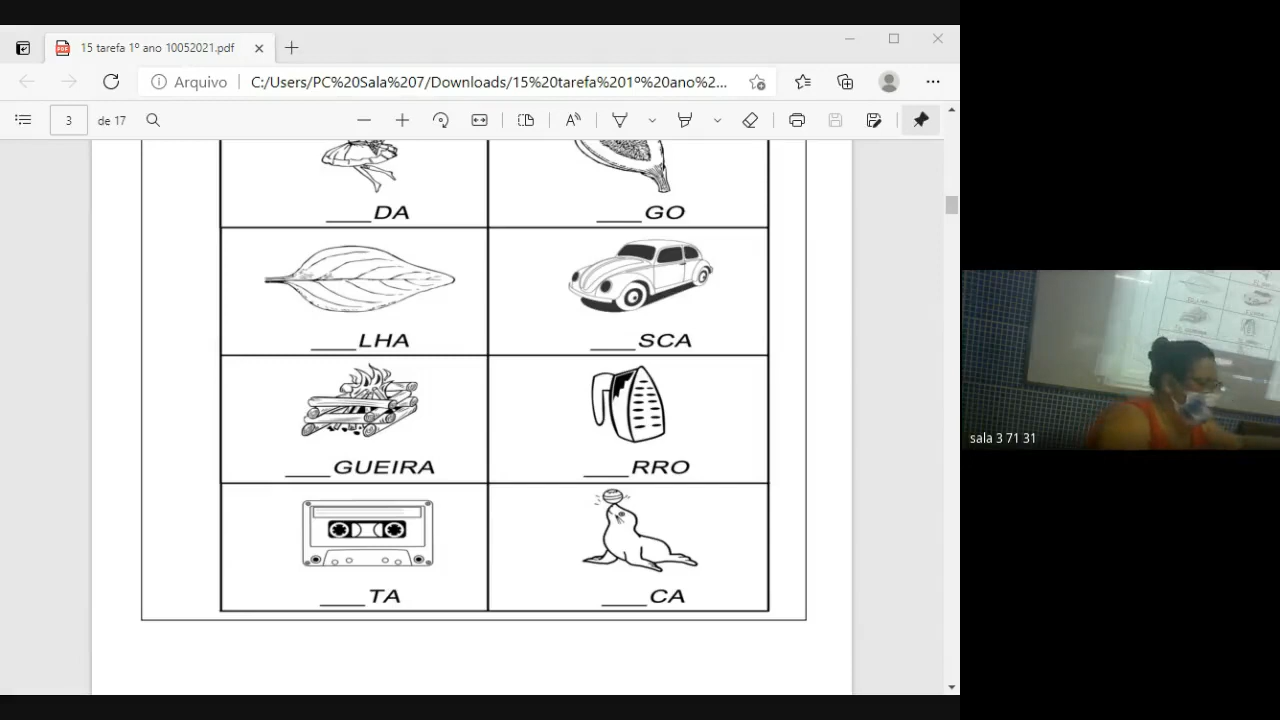 15 tarefa 1º ano 10052021.pdf
Arquivo
C:/Users/PC%20Sala%207/Downloads/15%20tarefa%201º%20ano%2...
3 de 17
____DA
____GO
____LHA
____SCA
____GUEIRA
____RRO
____TA
____CA
sala 3 71 31